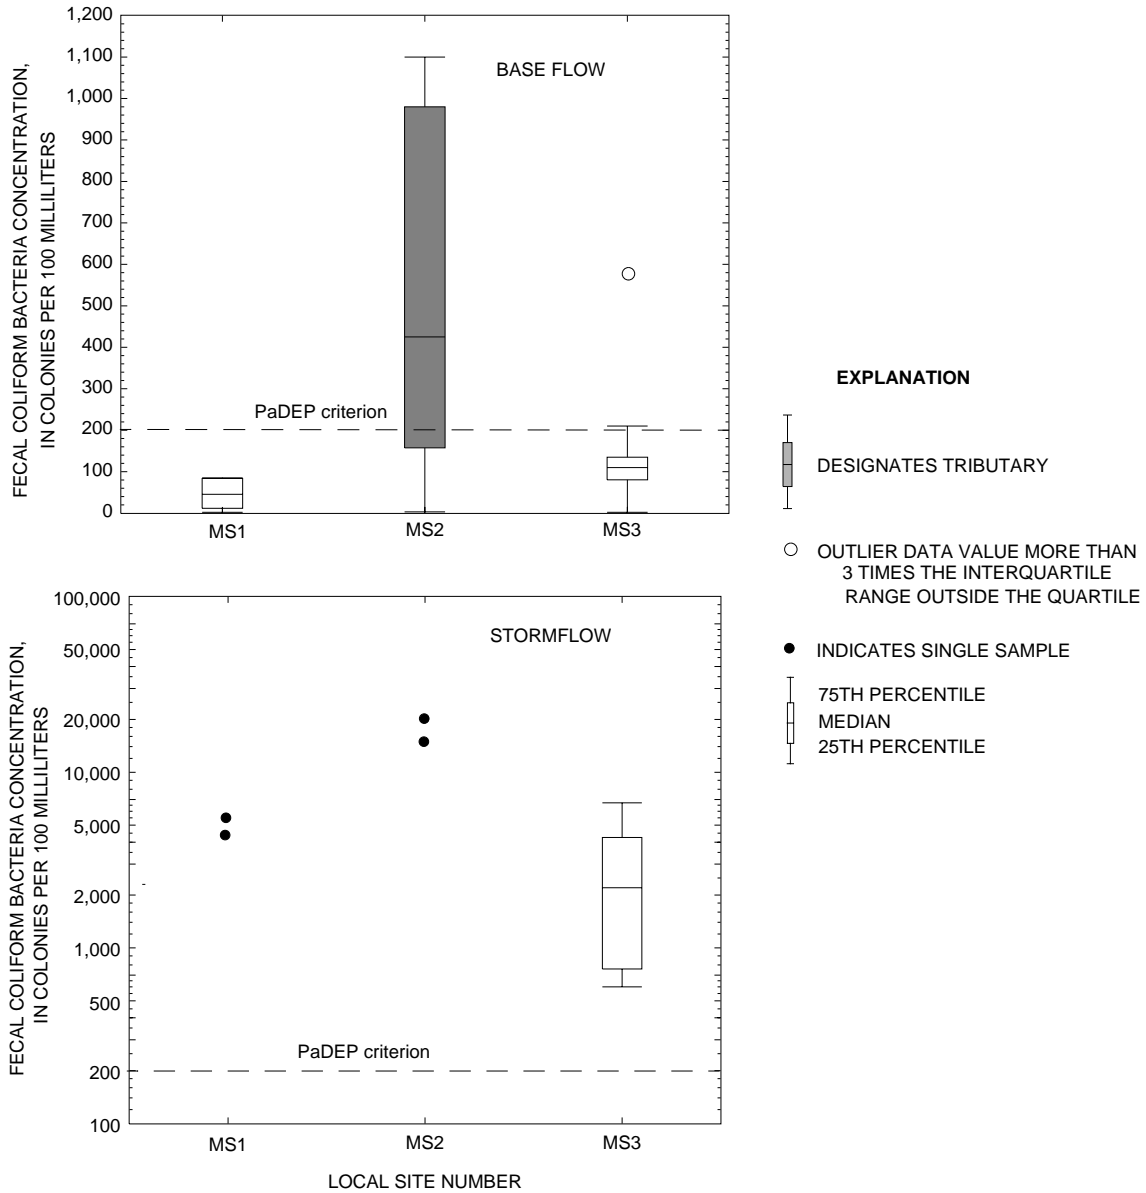 FECAL COLIFORM BACTERIA CONCENTRATION,
IN COLONIES PER 100 MILLILITERS
1,200
1,100
1,000
900
800
700
600
500
400
300
200
100
0
BASE FLOW
PaDEP criterion
MS1
MS2
MS3
EXPLANATION
DESIGNATES TRIBUTARY
OUTLIER DATA VALUE MORE THAN
3 TIMES THE INTERQUARTILE
RANGE OUTSIDE THE QUARTILE
INDICATES SINGLE SAMPLE
75TH PERCENTILE
MEDIAN
25TH PERCENTILE
FECAL COLIFORM BACTERIA CONCENTRATION,
IN COLONIES PER 100 MILLILITERS
100,000
50,000
20,000
10,000
5,000
2,000
1,000
500
200
100
STORMFLOW
PaDEP criterion
MS1
MS2
MS3
LOCAL SITE NUMBER